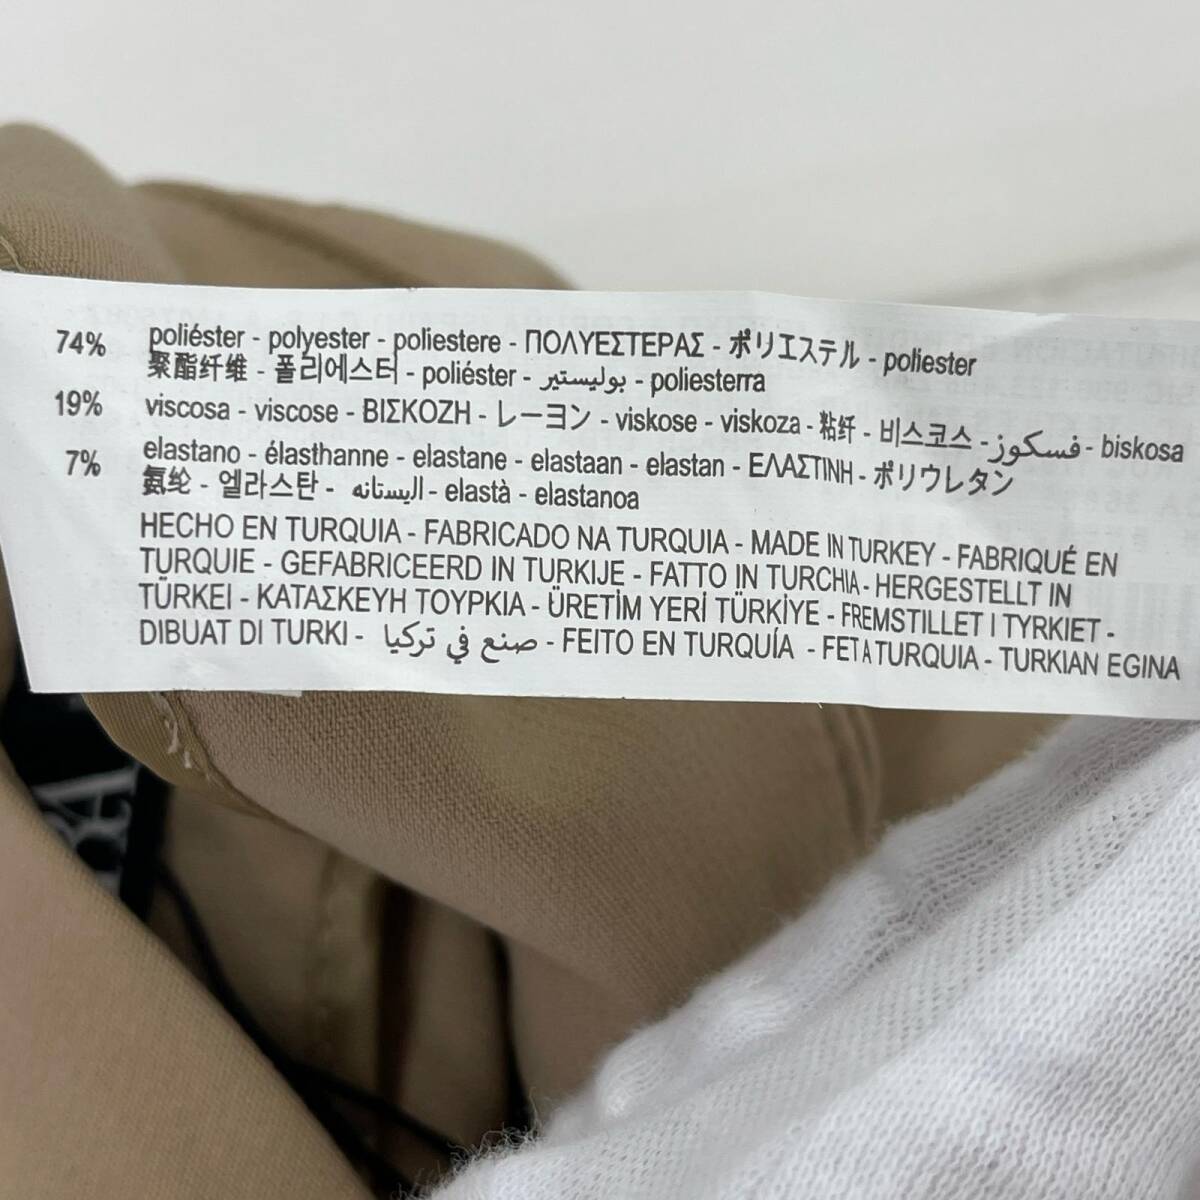 74% poliéster - polyester - poliestere - ΠΟΛΥΕΣΤΕΡΑΣ - ポリエステル - poliester
聚酯纤维 - 폴리에스터 - poliéster - بوليستير - poliesterra
19% viscosa - viscose - ΒΙΣΚΟΖΗ - レーヨン - viskose - viskoza - 粘纤 - 비스코스 - فسكوز - biskosa
7% elastano - élasthanne - elastane - elastaan - elastan - ΕΛΑΣΤΙΝΗ - ポリウレタン
氨纶 - 엘라스탄 - اليستانه - elastà - elastanoa
HECHO EN TURQUIA - FABRICADO NA TURQUIA - MADE IN TURKEY - FABRIQUÉ EN
TURQUIE - GEFABRICEERD IN TURKIJE - FATTO IN TURCHIA - HERGESTELLT IN
TÜRKEI - ΚΑΤΑΣΚΕΥΗ ΤΟΥΡΚΙΑ - ÜRETİM YERİ TÜRKİYE - FREMSTILLET I TYRKIET -
DIBUAT DI TURKI - صنع في تركيا - FEITO EN TURQUÍA - FET A TURQUIA - TURKIAN EGINA